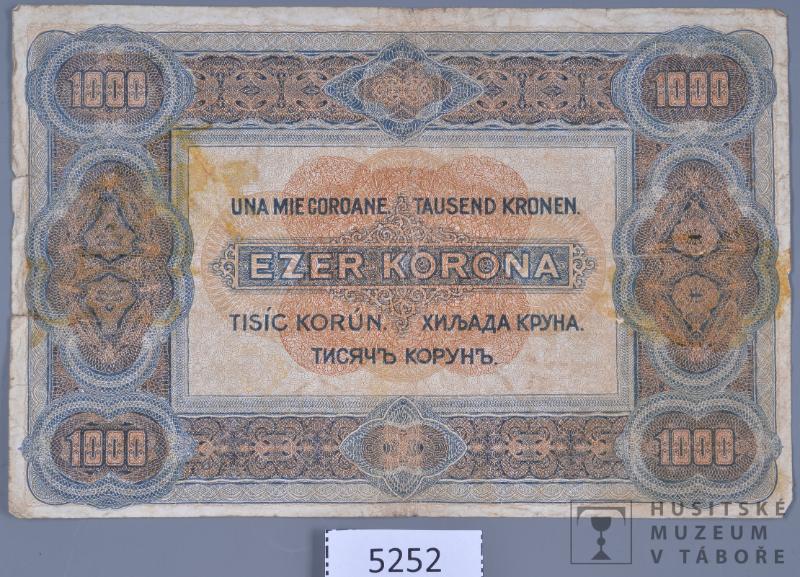 1000 1000
UNA MIE COROANE. TAUSEND KRONEN.
EZER KORONA
TISÍC KORÚN. ХИЉАДА КРУНА.
ТИСЯЧЪ КОРУНЪ.
1000 1000
HUSITSKÉ
MUZEUM
V TÁBOŘE
5252